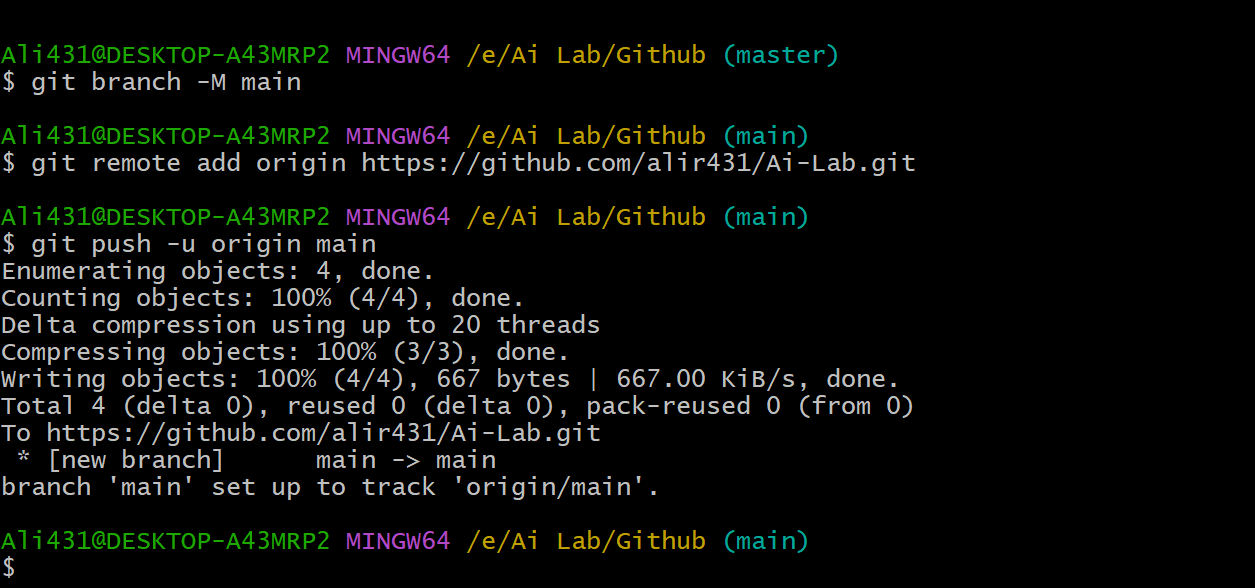 Ali431@DESKTOP-A43MRP2 MINGW64 /e/Ai Lab/Github (master)
$ git branch -M main
Ali431@DESKTOP-A43MRP2 MINGW64 /e/Ai Lab/Github (main)
$ git remote add origin https://github.com/alir431/Ai-Lab.git
Ali431@DESKTOP-A43MRP2 MINGW64 /e/Ai Lab/Github (main)
$ git push -u origin main
Enumerating objects: 4, done.
Counting objects: 100% (4/4), done.
Delta compression using up to 20 threads
Compressing objects: 100% (3/3), done.
Writing objects: 100% (4/4), 667 bytes | 667.00 KiB/s, done.
Total 4 (delta 0), reused 0 (delta 0), pack-reused 0 (from 0)
To https://github.com/alir431/Ai-Lab.git
 * [new branch]      main -> main
branch 'main' set up to track 'origin/main'.
Ali431@DESKTOP-A43MRP2 MINGW64 /e/Ai Lab/Github (main)
$